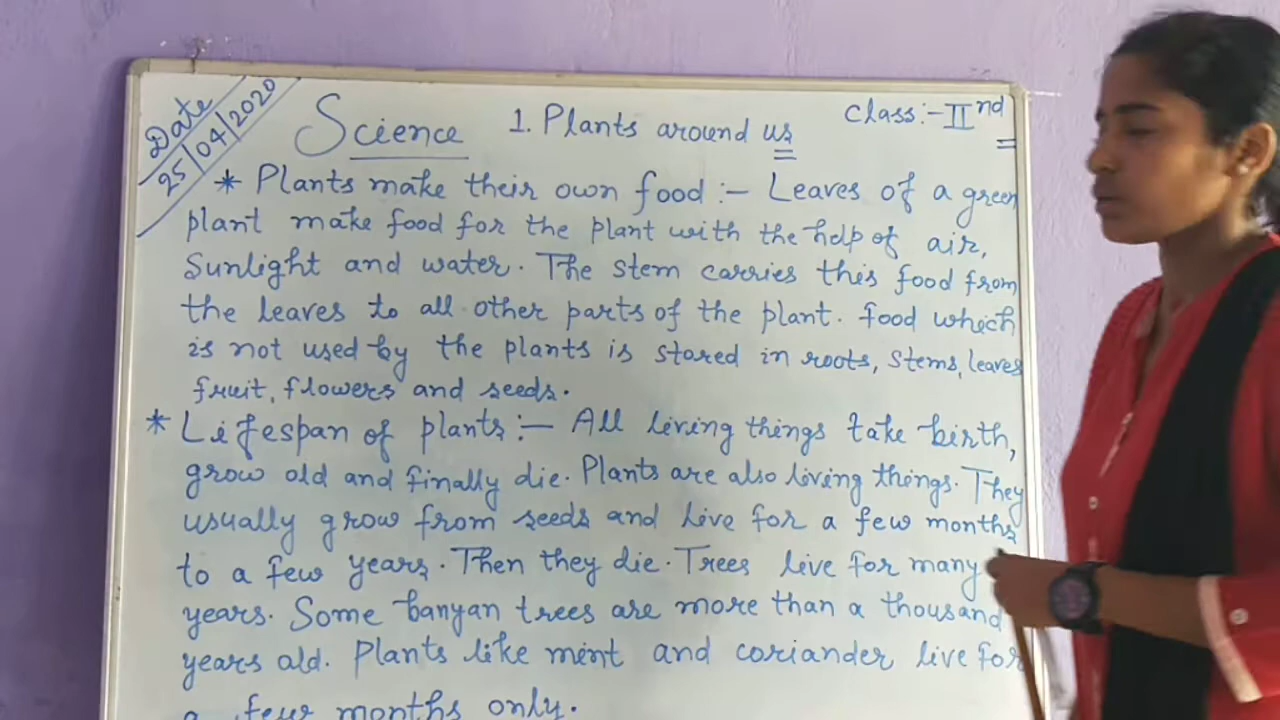 Date
25/04/2020
Science 1. Plants around us Class:- IInd
* Plants make their own food :- Leaves of a green
plant make food for the plant with the help of air,
Sunlight and water. The stem carries this food from
the leaves to all other parts of the plant. food which
is not used by the plants is stored in roots, stems, leaves
fruit, flowers and seeds.
* Lifespan of plants :- All living things take birth,
grow old and finally die. Plants are also living things. They
usually grow from seeds and live for a few months
to a few years. Then they die. Trees live for many
years. Some banyan trees are more than a thousand
years old. Plants like mint and coriander live for
a few months only.